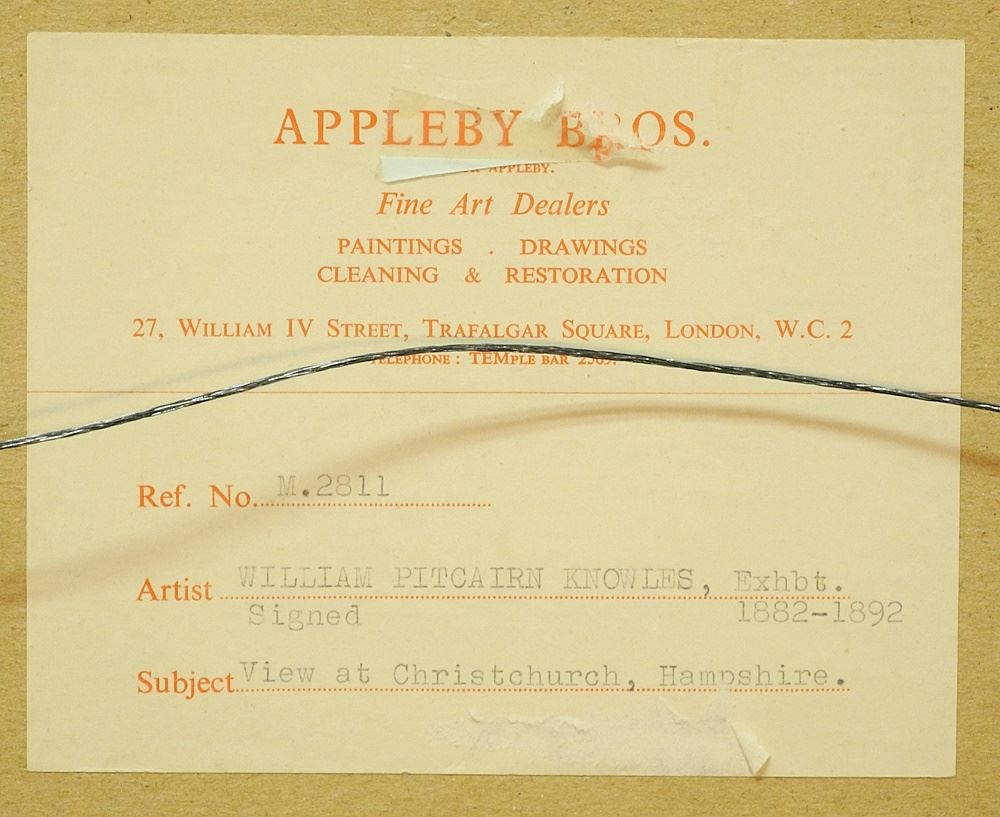 APPLEBY BROS.
APPLEBY.
Fine Art Dealers
PAINTINGS . DRAWINGS
CLEANING & RESTORATION
27, WILLIAM IV STREET, TRAFALGAR SQUARE, LONDON, W.C. 2
TELEPHONE : TEMPLE BAR
Ref. No. M.2811
Artist WILLIAM PITCAIRN KNOWLES, Exhbt.
Signed 1882-1892
Subject View at Christchurch, Hampshire.